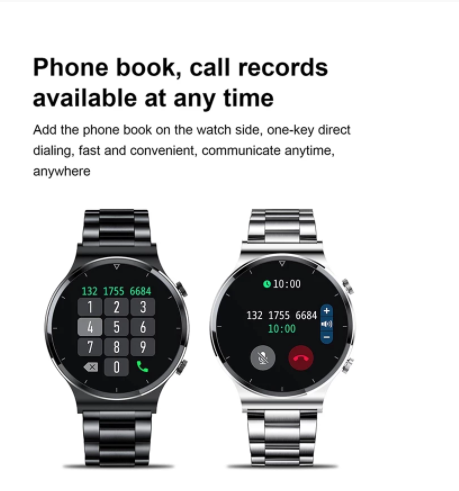 Phone book, call records
available at any time
Add the phone book on the watch side, one-key direct
dialing, fast and convenient, communicate anytime,
anywhere
132 1755 6684
1 2 3
4 5 6
7 8 9
0
10:00
132 1755 6684
10:00
+
−